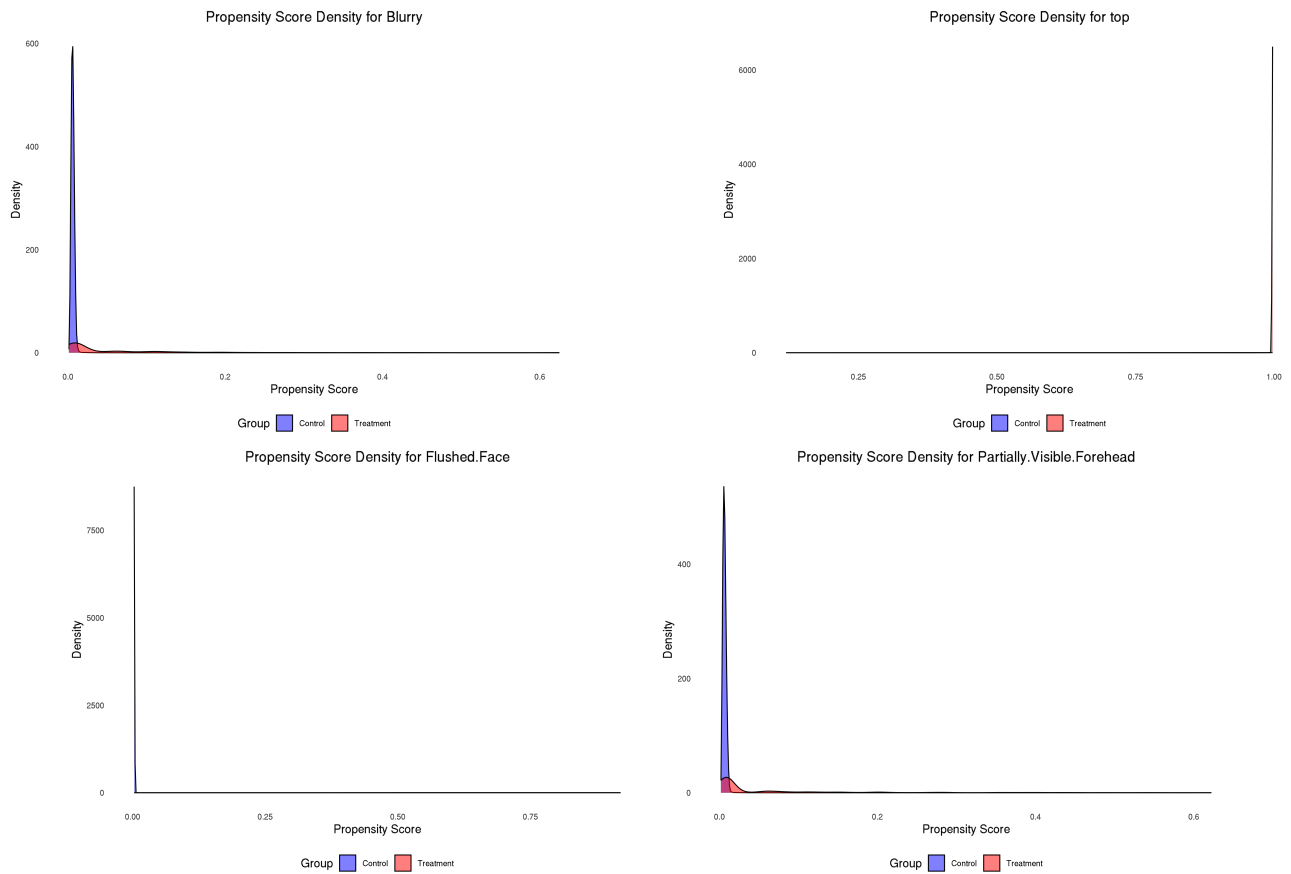 Propensity Score Density for Blurry
600
400
200
0
Density
0.0 0.2 0.4 0.6
Propensity Score
Group Control Treatment
Propensity Score Density for top
6000
4000
2000
0
Density
0.25 0.50 0.75 1.00
Propensity Score
Group Control Treatment
Propensity Score Density for Flushed.Face
7500
5000
2500
0
Density
0.00 0.25 0.50 0.75
Propensity Score
Group Control Treatment
Propensity Score Density for Partially.Visible.Forehead
400
200
0
Density
0.0 0.2 0.4 0.6
Propensity Score
Group Control Treatment